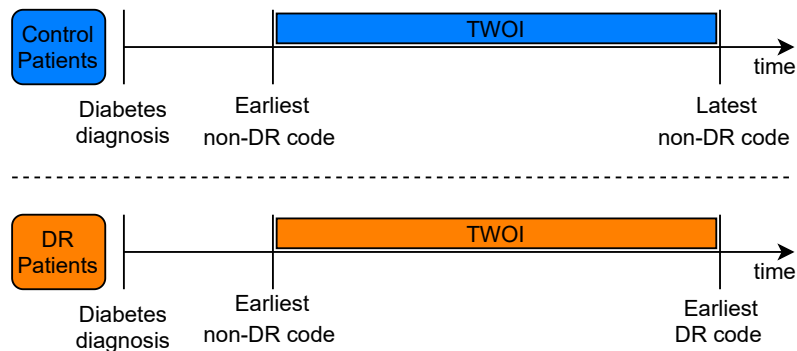 Control
Patients
TWOI
time
Diabetes
diagnosis
Earliest
non-DR code
Latest
non-DR code
DR
Patients
TWOI
time
Diabetes
diagnosis
Earliest
non-DR code
Earliest
DR code